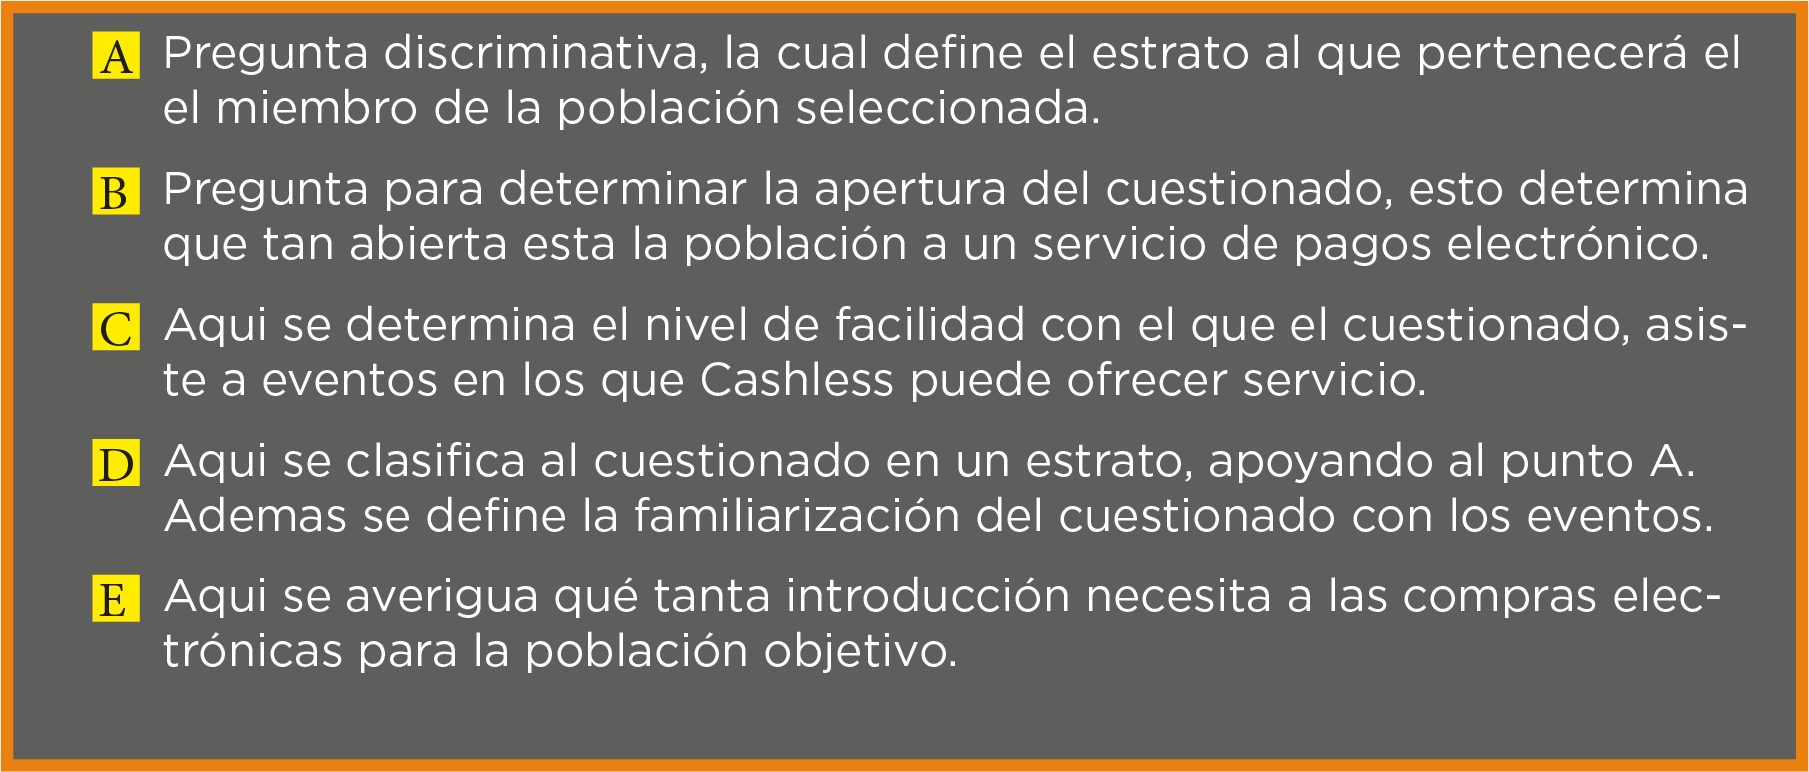 A Pregunta discriminativa, la cual define el estrato al que pertenecerá el
el miembro de la población seleccionada.
B Pregunta para determinar la apertura del cuestionado, esto determina
que tan abierta esta la población a un servicio de pagos electrónico.
C Aqui se determina el nivel de facilidad con el que el cuestionado, asis-
te a eventos en los que Cashless puede ofrecer servicio.
D Aqui se clasifica al cuestionado en un estrato, apoyando al punto A.
Ademas se define la familiarización del cuestionado con los eventos.
E Aqui se averigua qué tanta introducción necesita a las compras elec-
trónicas para la población objetivo.